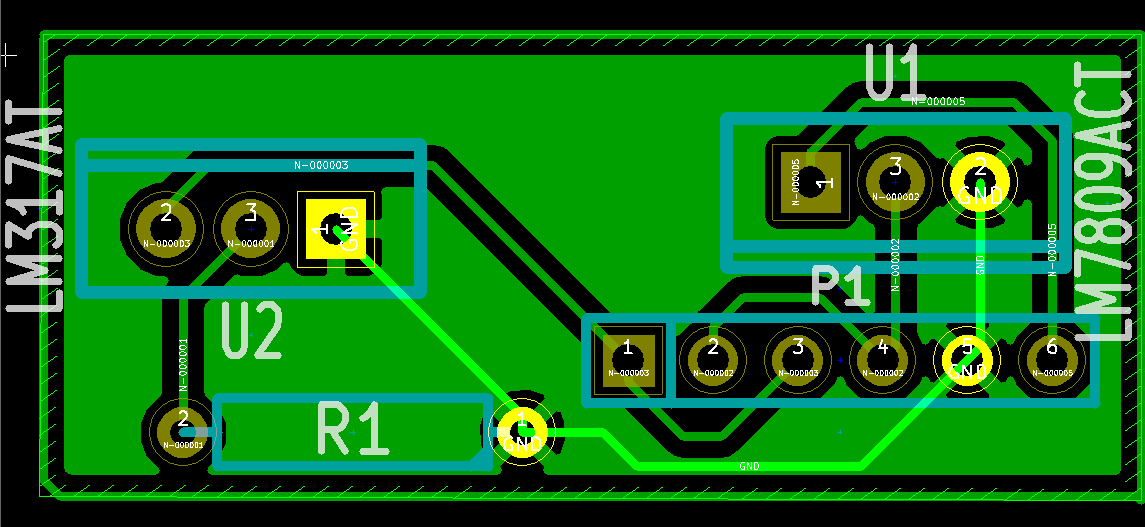 U1
N-000005
LM317AT
LM7809ACT
N-000003
1
N-000005
3
N-000002
2
GND
2
N-000003
3
N-000001
1
GND
N-000002
GND
N-000005
P1
U2
N-000001
1
N-000003
2
N-000002
3
N-000003
4
N-000002
5
GND
6
N-000005
2
N-000001
R1
1
GND
GND